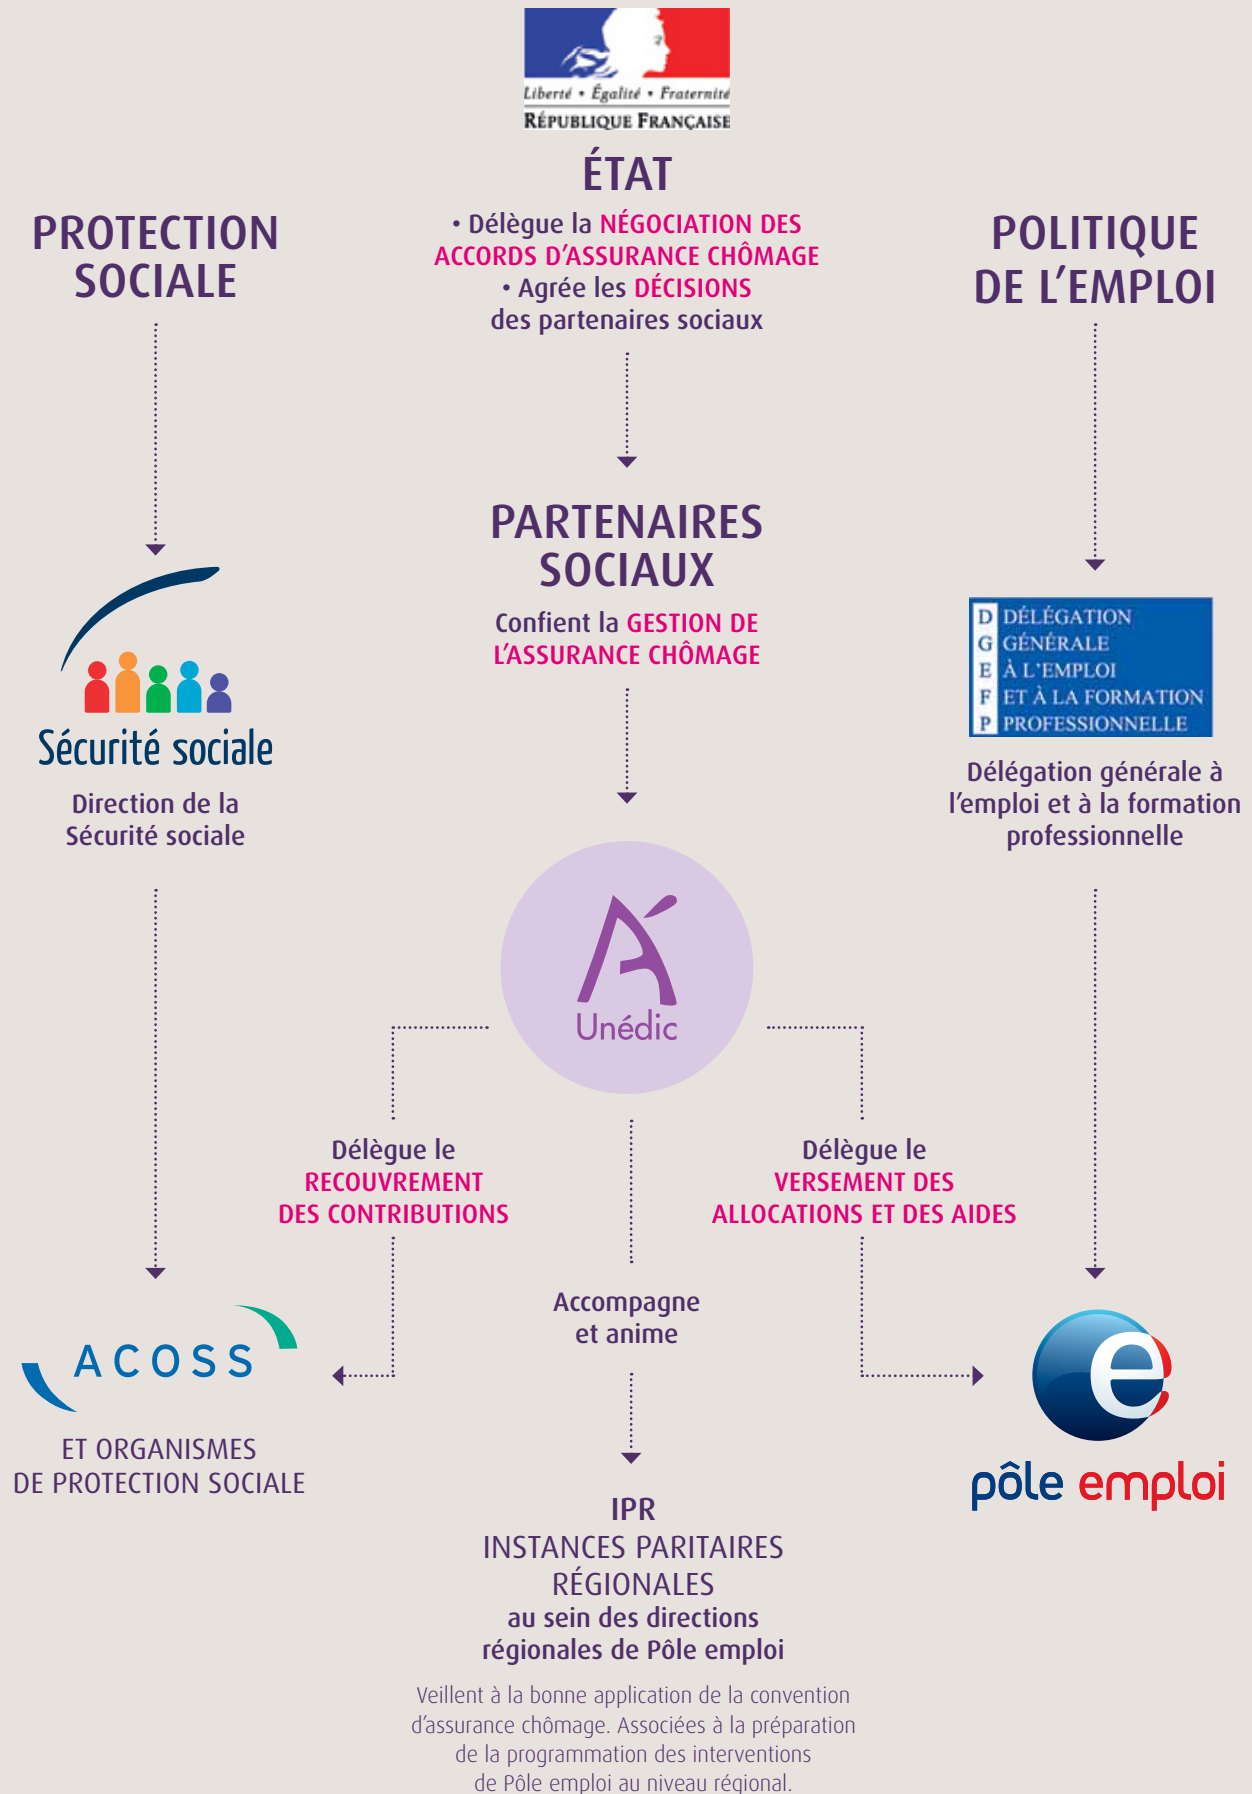 Liberté • Égalité • Fraternité
RÉPUBLIQUE FRANÇAISE
ÉTAT
• Délègue la NÉGOCIATION DES
ACCORDS D'ASSURANCE CHÔMAGE
• Agrée les DÉCISIONS
des partenaires sociaux
PROTECTION
SOCIALE
POLITIQUE
DE L'EMPLOI
PARTENAIRES
SOCIAUX
Confient la GESTION DE
L'ASSURANCE CHÔMAGE
Sécurité sociale
Direction de la
Sécurité sociale
D DÉLÉGATION
G GÉNÉRALE
E À L'EMPLOI
F ET À LA FORMATION
P PROFESSIONNELLE
Délégation générale à
l'emploi et à la formation
professionnelle
Unédic
Délègue le
RECOUVREMENT
DES CONTRIBUTIONS
Délègue le
VERSEMENT DES
ALLOCATIONS ET DES AIDES
Accompagne
et anime
ACOSS
ET ORGANISMES
DE PROTECTION SOCIALE
pôle emploi
IPR
INSTANCES PARITAIRES
RÉGIONALES
au sein des directions
régionales de Pôle emploi
Veillent à la bonne application de la convention
d'assurance chômage. Associées à la préparation
de la programmation des interventions
de Pôle emploi au niveau régional.